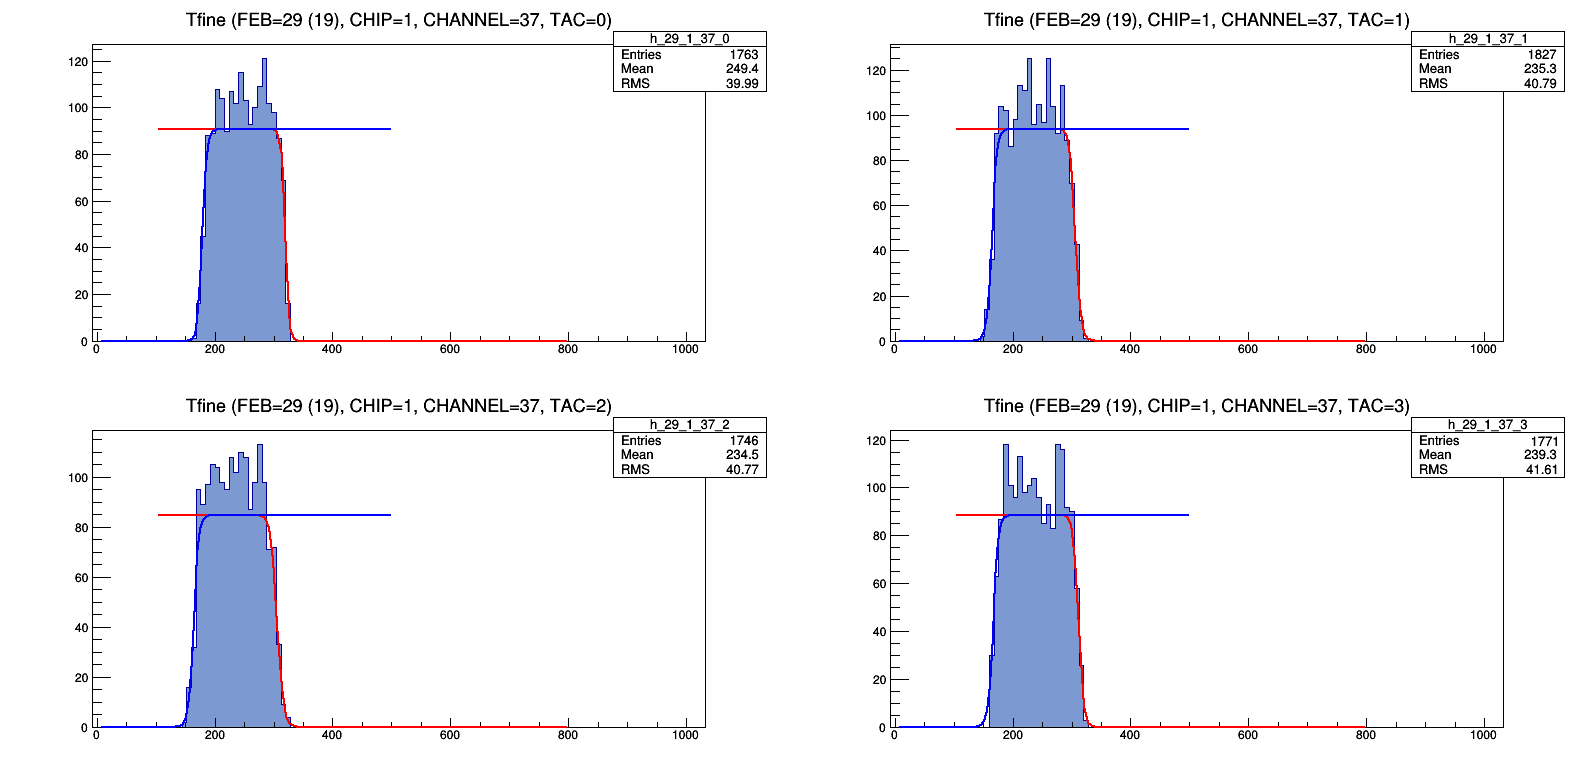 Tfine (FEB=29 (19), CHIP=1, CHANNEL=37, TAC=0)
h_29_1_37_0
Entries 1763
Mean 249.4
RMS 39.99
120
100
80
60
40
20
0
0 200 400 600 800 1000
Tfine (FEB=29 (19), CHIP=1, CHANNEL=37, TAC=1)
h_29_1_37_1
Entries 1827
Mean 235.3
RMS 40.79
120
100
80
60
40
20
0
0 200 400 600 800 1000
Tfine (FEB=29 (19), CHIP=1, CHANNEL=37, TAC=2)
h_29_1_37_2
Entries 1746
Mean 234.5
RMS 40.77
100
80
60
40
20
0
0 200 400 600 800 1000
Tfine (FEB=29 (19), CHIP=1, CHANNEL=37, TAC=3)
h_29_1_37_3
Entries 1771
Mean 239.3
RMS 41.61
120
100
80
60
40
20
0
0 200 400 600 800 1000